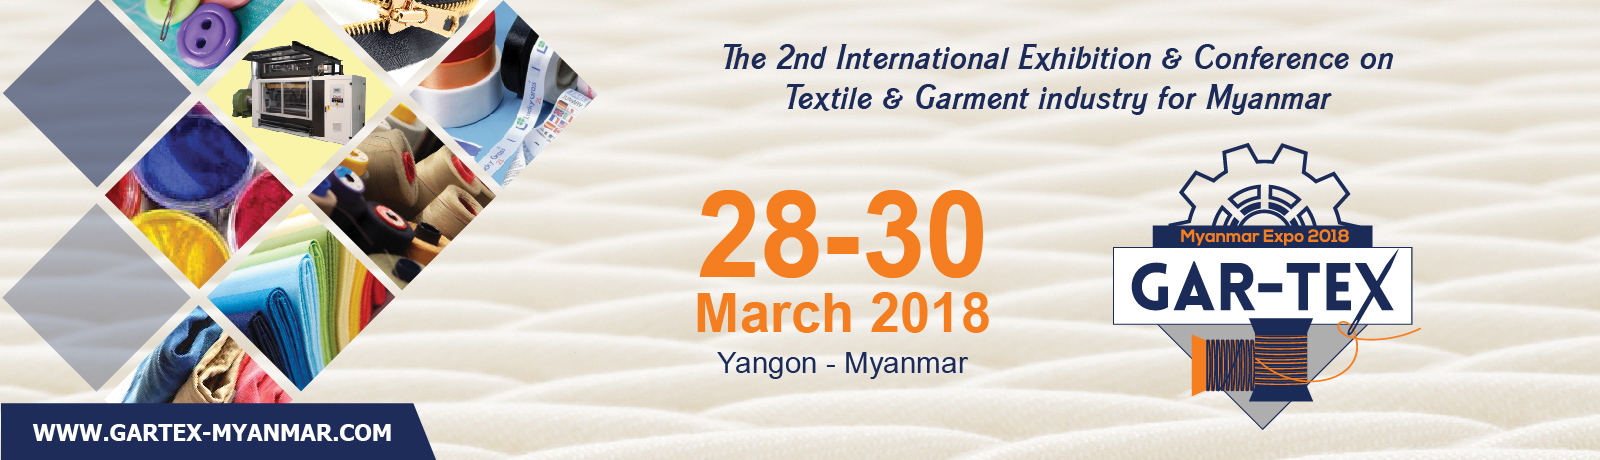 The 2nd International Exhibition & Conference on
Textile & Garment industry for Myanmar
28-30
March 2018
Yangon - Myanmar
Myanmar Expo 2018
GAR-TEX
WWW.GARTEX-MYANMAR.COM